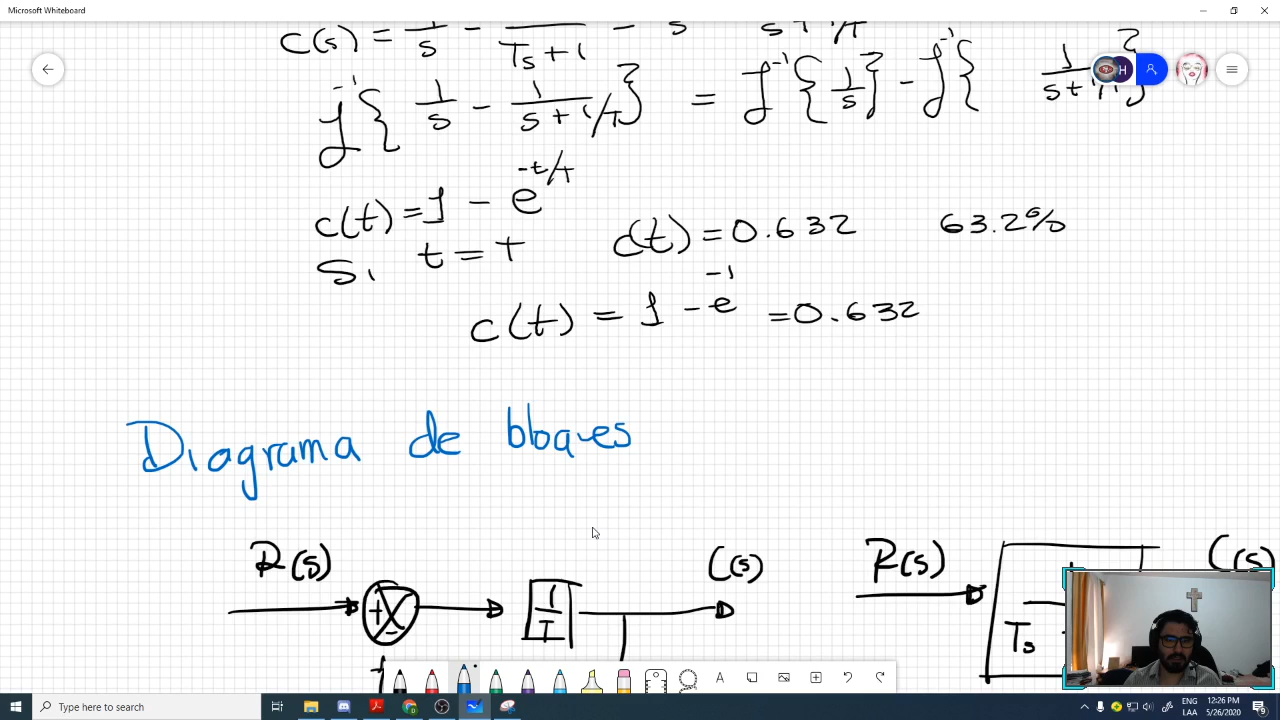 Microsoft Whiteboard
C(s) = 1/s - 1/(Ts + 1) - s s + 1/T
ℒ⁻¹{ 1/s - 1/(s + 1/T) } = ℒ⁻¹{ 1/s } - ℒ⁻¹{ 1/(s + 1/T) }
H
c(t) = 1 - e^(-t/T)
Si t = T c(t) = 0.632 63.2%
c(t) = 1 - e^-1 = 0.632
Diagrama de bloques
R(s) C(s) R(s) C(s)
+ - 1/T Ts
A
Type here to search
ENG 12:26 PM
LAA 5/26/2020